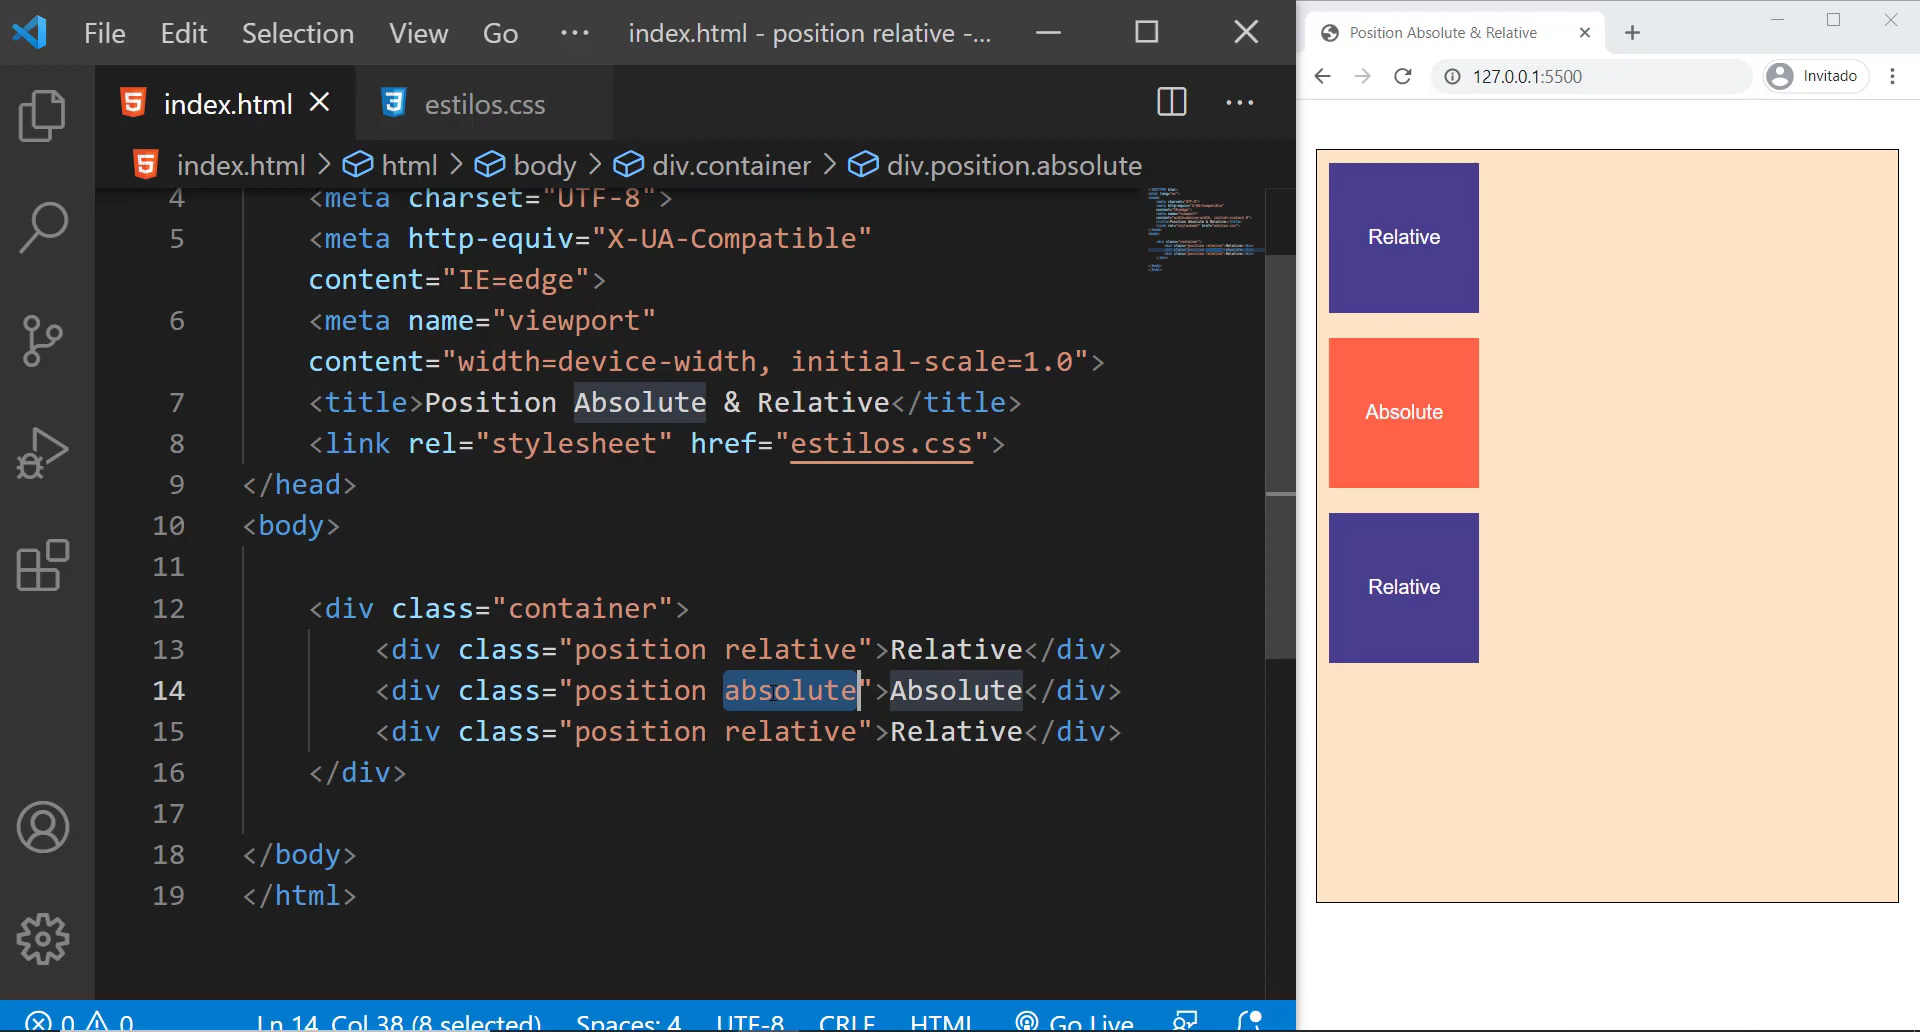 File Edit Selection View Go ··· index.html - position relative -...
index.html estilos.css
index.html > html > body > div.container > div.position.absolute
4 <meta charset="UTF-8">
5 <meta http-equiv="X-UA-Compatible"
content="IE=edge">
6 <meta name="viewport"
content="width=device-width, initial-scale=1.0">
7 <title>Position Absolute & Relative</title>
8 <link rel="stylesheet" href="estilos.css">
9 </head>
10 <body>
11
12 <div class="container">
13 <div class="position relative">Relative</div>
14 <div class="position absolute">Absolute</div>
15 <div class="position relative">Relative</div>
16 </div>
17
18 </body>
19 </html>
0 0 Ln 14, Col 38 (8 selected) Spaces: 4 UTF-8 CRLF HTML Go Live
Position Absolute & Relative
127.0.0.1:5500 Invitado
Relative
Absolute
Relative